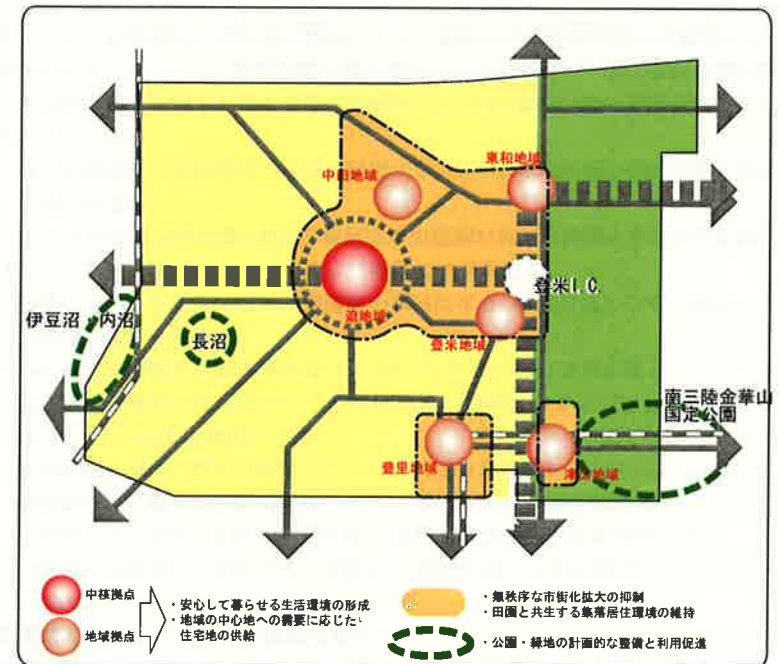 東和地域
中田地域
登米I.C.
迫地域
伊豆沼・内沼
長沼
登米地域
南三陸金華山
国定公園
豊里地域
津山地域
中核拠点
地域拠点
・安心して暮らせる生活環境の形成
・地域の中心地への需要に応じた
住宅地の供給
・無秩序な市街化拡大の抑制
・田園と共生する集落居住環境の維持
・公園・緑地の計画的な整備と利用促進